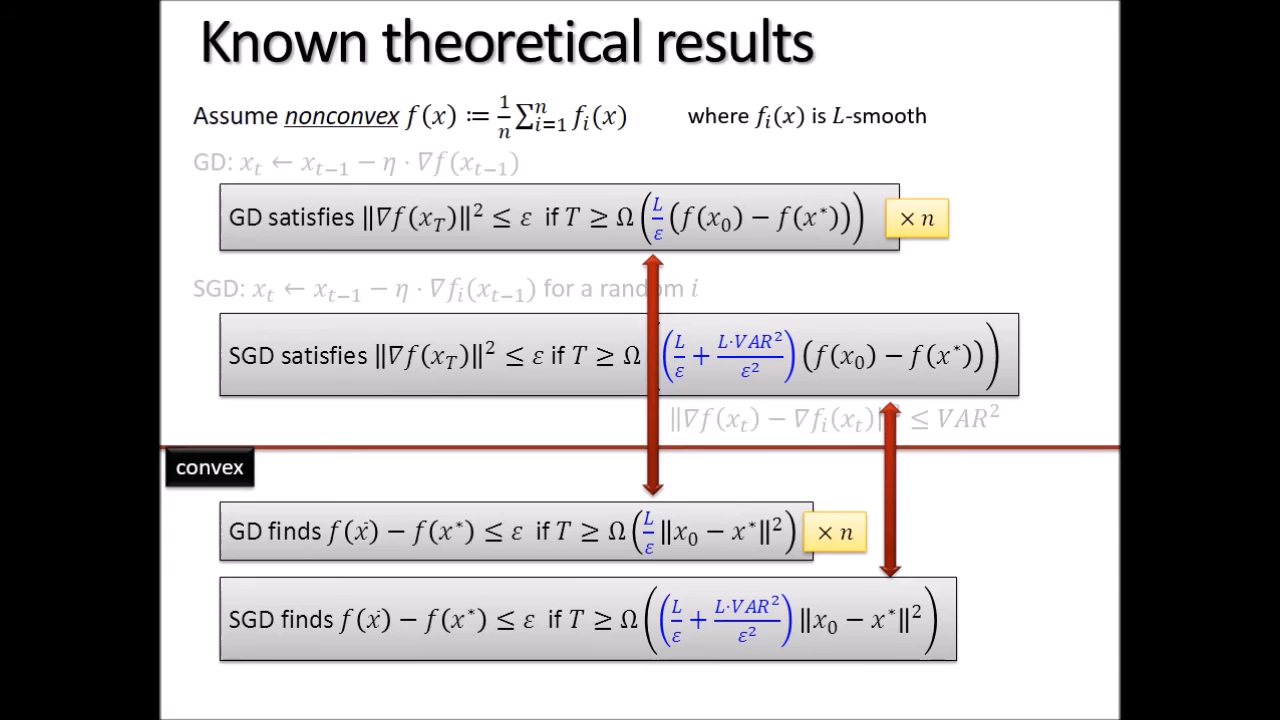 Known theoretical results
Assume nonconvex f(x) ≔ 1/n ∑ⁿᵢ₌₁ fᵢ(x) where fᵢ(x) is L-smooth
GD: xₜ ← xₜ₋₁ − η · ∇f(xₜ₋₁)
GD satisfies ‖∇f(x_T)‖² ≤ ε if T ≥ Ω(L/ε (f(x₀) − f(x*))) × n
SGD: xₜ ← xₜ₋₁ − η · ∇fᵢ(xₜ₋₁) for a random i
SGD satisfies ‖∇f(x_T)‖² ≤ ε if T ≥ Ω((L/ε + L·VAR²/ε²) (f(x₀) − f(x*)))
‖∇f(xₜ) − ∇fᵢ(xₜ)‖² ≤ VAR²
convex
GD finds f(ẋ) − f(x*) ≤ ε if T ≥ Ω(L/ε ‖x₀ − x*‖²) × n
SGD finds f(ẋ) − f(x*) ≤ ε if T ≥ Ω((L/ε + L·VAR²/ε²) ‖x₀ − x*‖²)